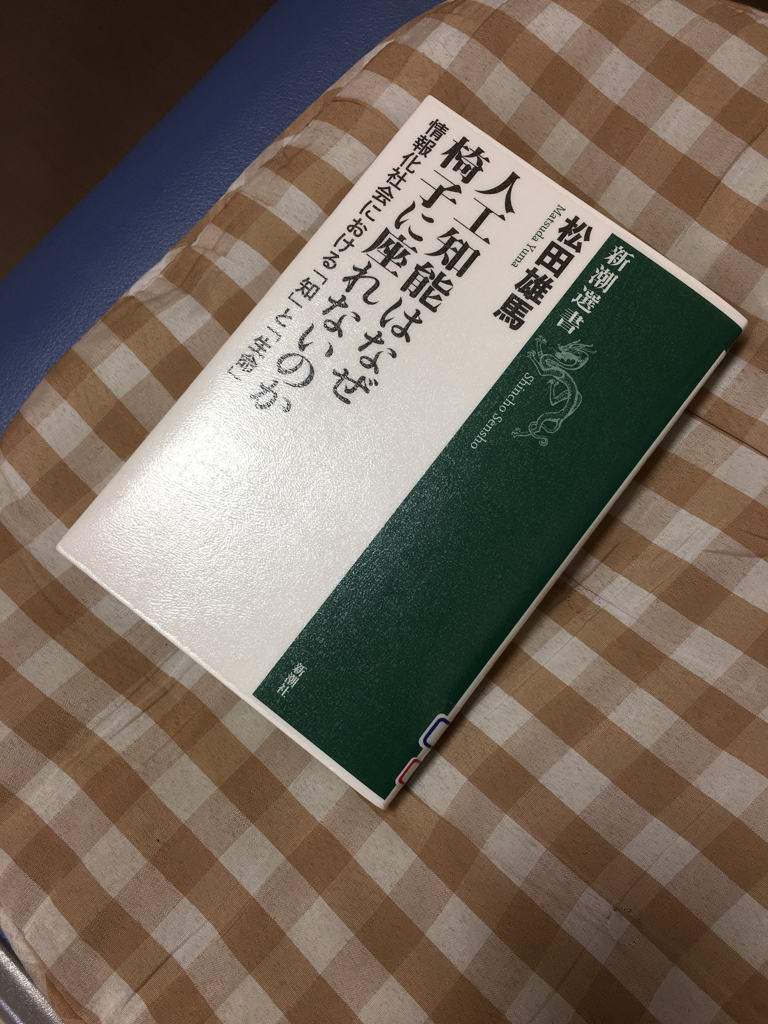 新潮選書
Shincho Sensho
松田雄馬
Matsuda Yuma
人工知能はなぜ
椅子に座れないのか
情報化社会における「知」と「生命」
新潮社